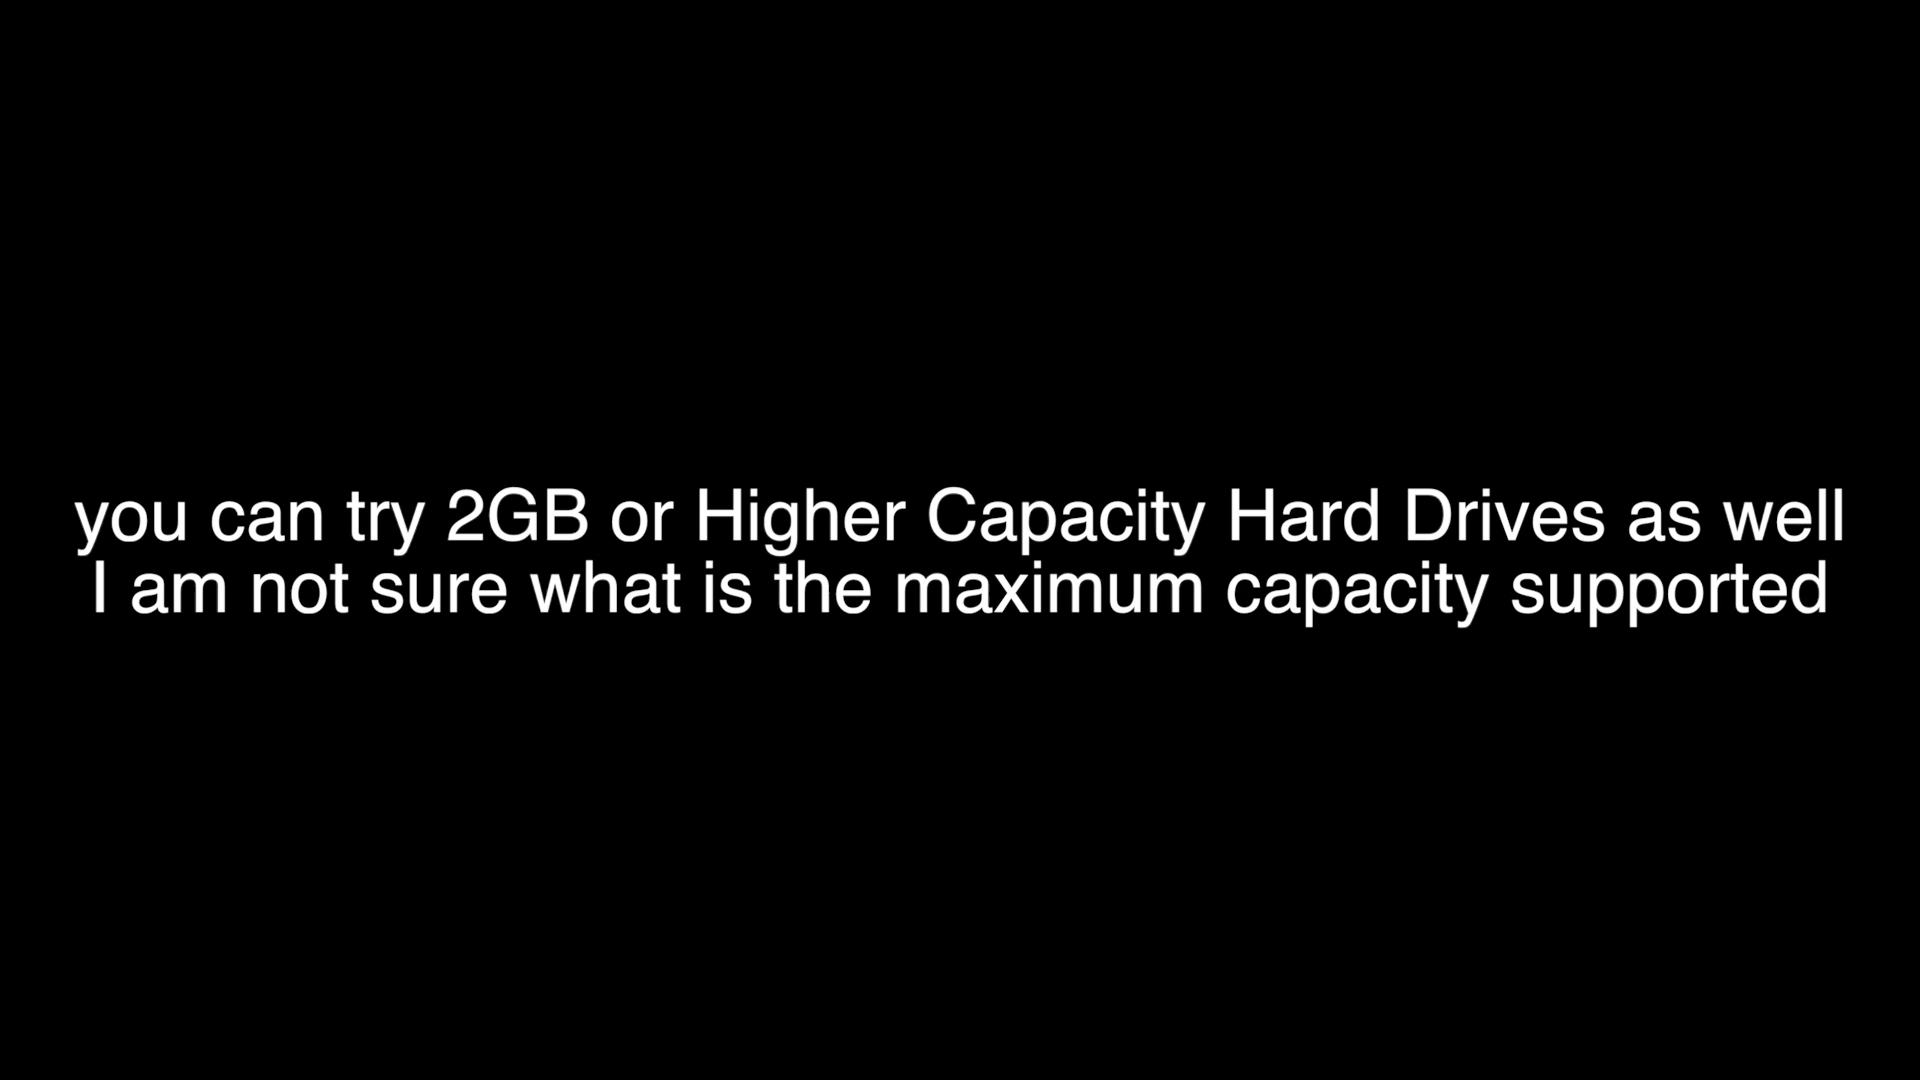 you can try 2GB or Higher Capacity Hard Drives as well
I am not sure what is the maximum capacity supported